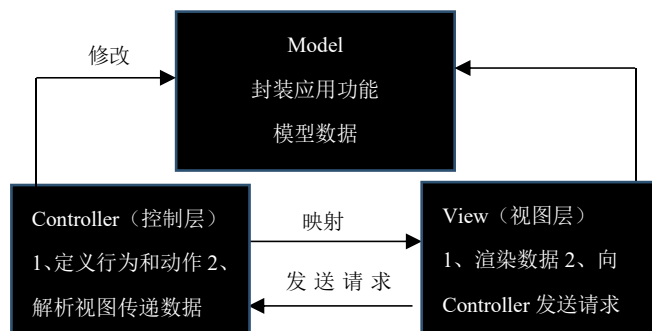 修改
Model
封装应用功能
模型数据
Controller（控制层）
1、定义行为和动作 2、
解析视图传递数据
映射
发 送 请 求
View（视图层）
1、渲染数据 2、向
Controller 发送请求